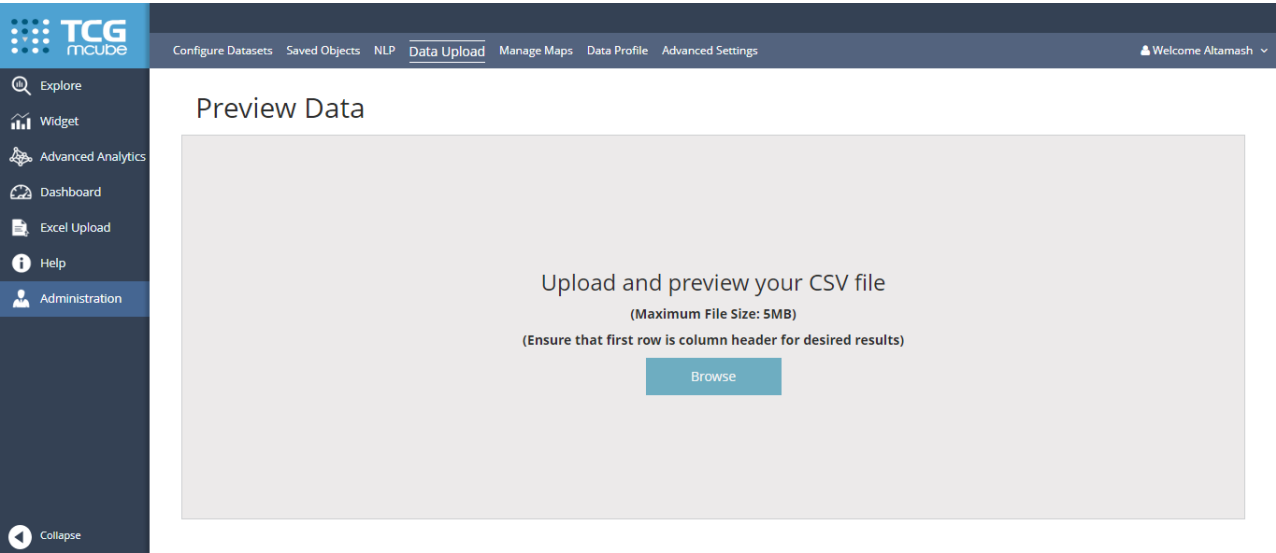 TCG
mcube
Configure Datasets Saved Objects NLP Data Upload Manage Maps Data Profile Advanced Settings
Welcome Altamash
Explore
Widget
Advanced Analytics
Dashboard
Excel Upload
Help
Administration
Collapse
Preview Data
Upload and preview your CSV file
(Maximum File Size: 5MB)
(Ensure that first row is column header for desired results)
Browse